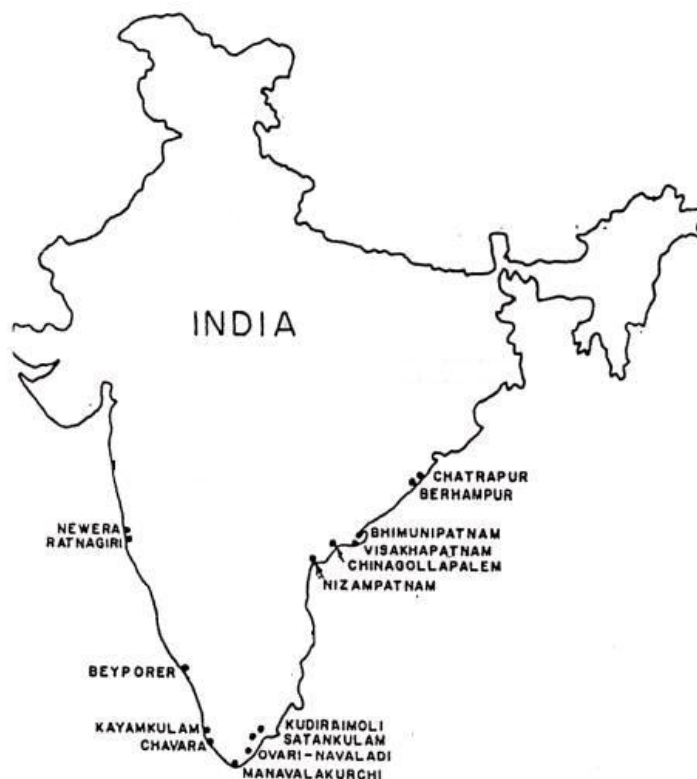 INDIA
CHATRAPUR
BERHAMPUR
NEWERA
RATNAGIRI
BHIMUNIPATNAM
VISAKHAPATNAM
CHINAGOLLAPALEM
NIZAMPATNAM
BEYPORER
KAYAMKULAM
CHAVARA
KUDIRAIMOLI
SATANKULAM
OVARI-NAVALADI
MANAVALAKURCHI